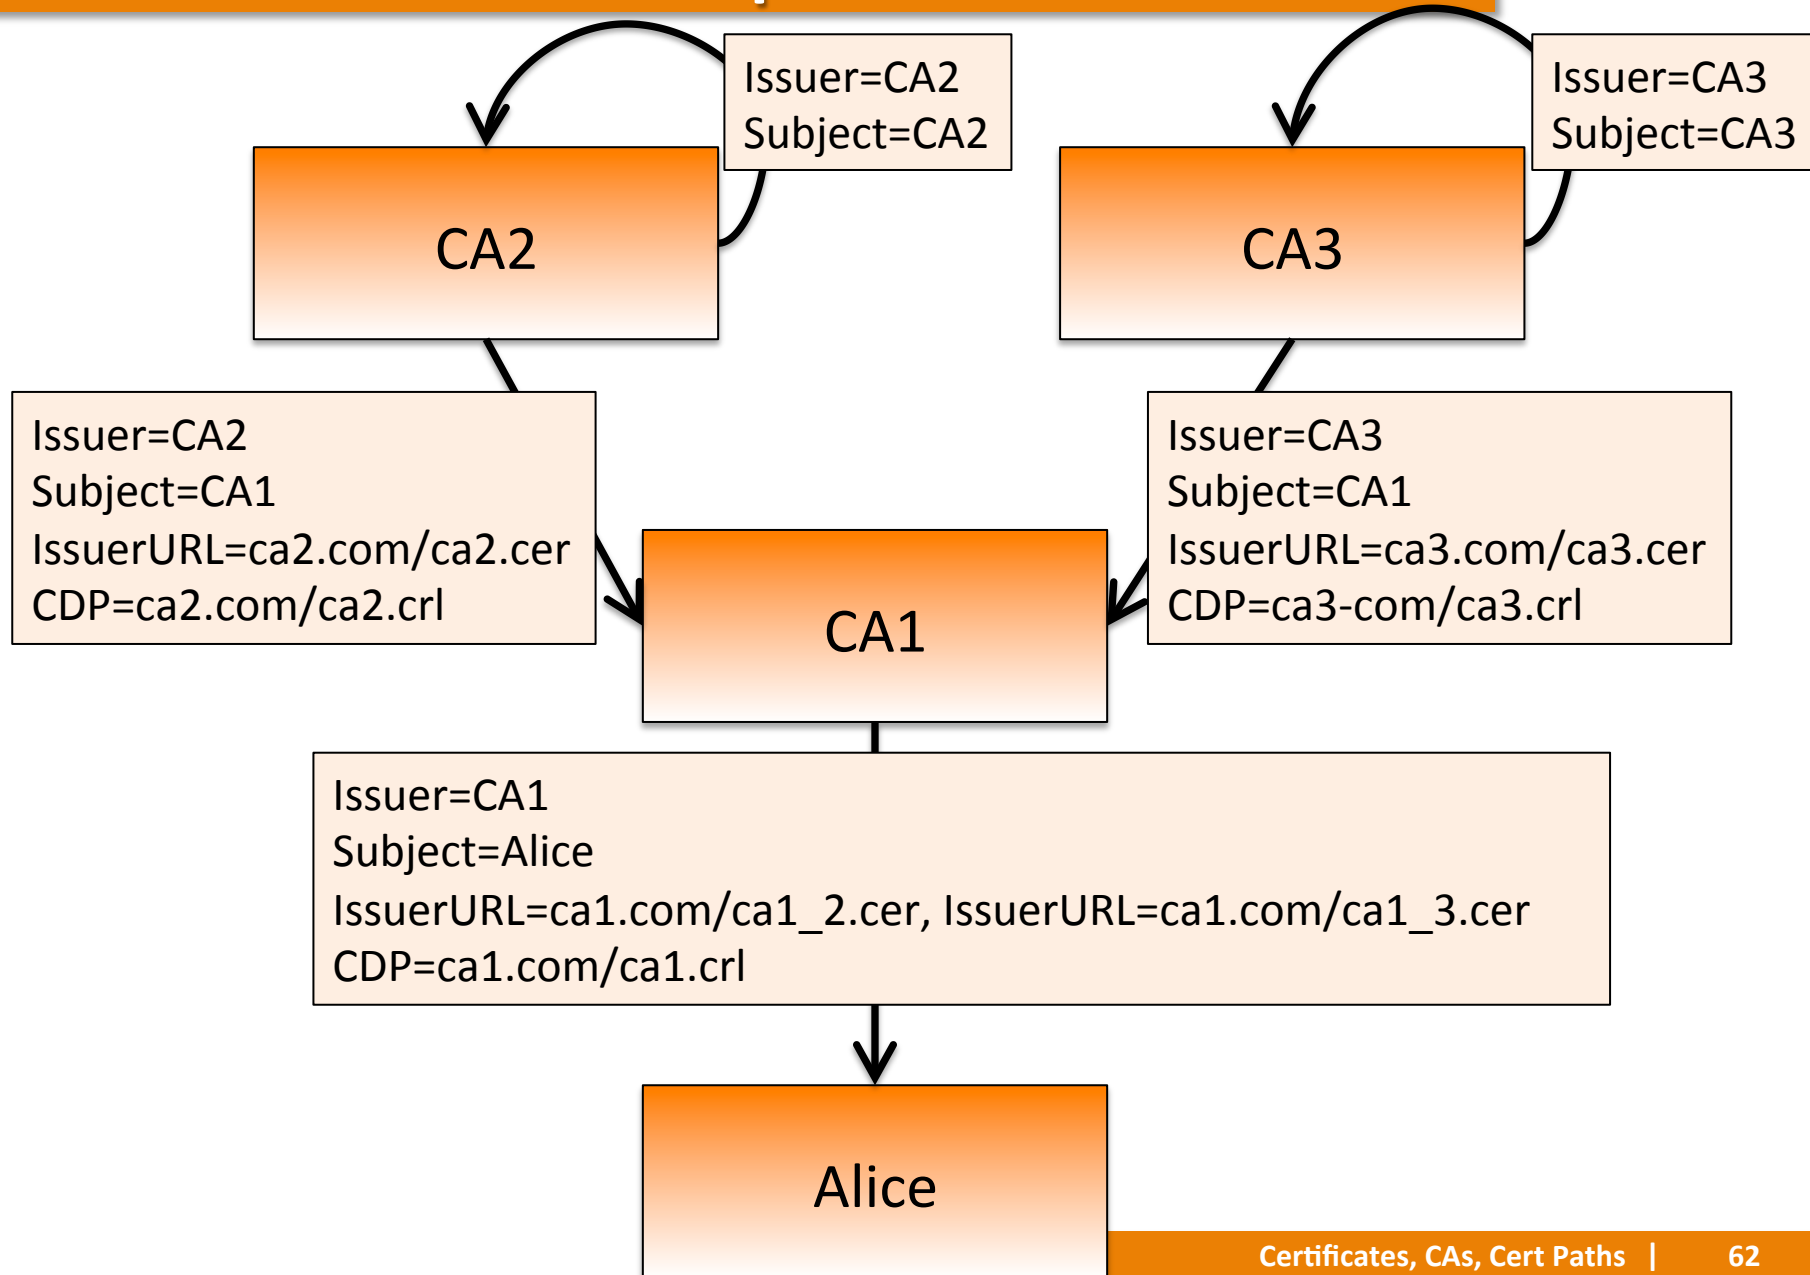 Issuer=CA2
Subject=CA2
Issuer=CA3
Subject=CA3
CA2
CA3
Issuer=CA2
Subject=CA1
IssuerURL=ca2.com/ca2.cer
CDP=ca2.com/ca2.crl
Issuer=CA3
Subject=CA1
IssuerURL=ca3.com/ca3.cer
CDP=ca3-com/ca3.crl
CA1
Issuer=CA1
Subject=Alice
IssuerURL=ca1.com/ca1_2.cer, IssuerURL=ca1.com/ca1_3.cer
CDP=ca1.com/ca1.crl
Alice
Certificates, CAs, Cert Paths | 62